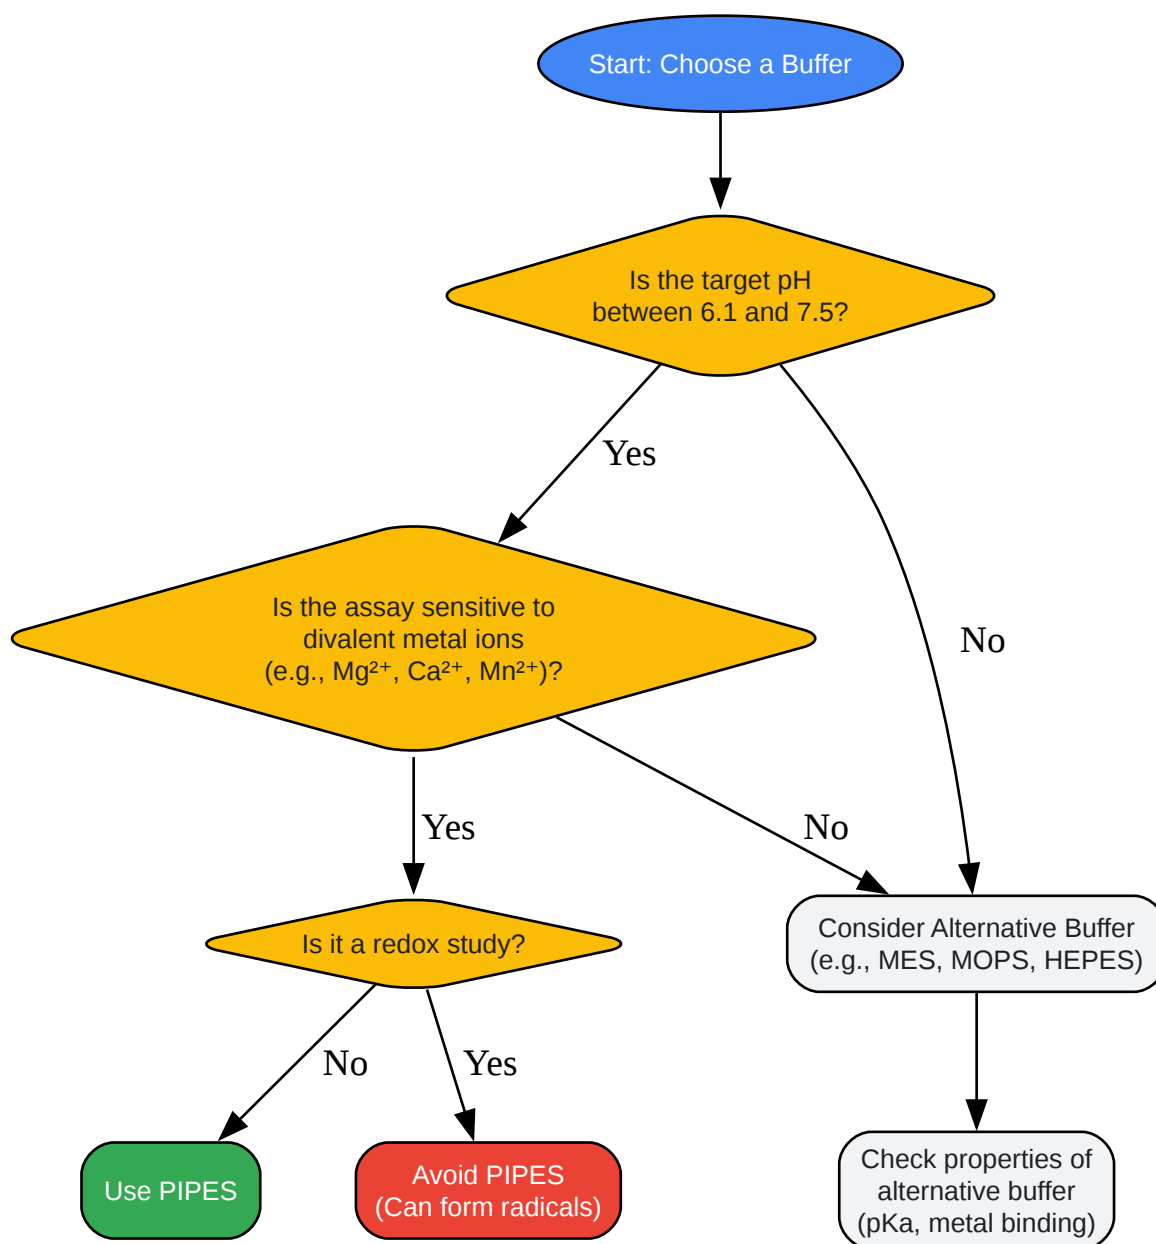 Start: Choose a Buffer
Is the target pH
between 6.1 and 7.5?
Yes
No
Is the assay sensitive to
divalent metal ions
(e.g., Mg²⁺, Ca²⁺, Mn²⁺)?
Yes
No
Is it a redox study?
Consider Alternative Buffer
(e.g., MES, MOPS, HEPES)
No
Yes
Use PIPES
Avoid PIPES
(Can form radicals)
Check properties of
alternative buffer
(pKa, metal binding)